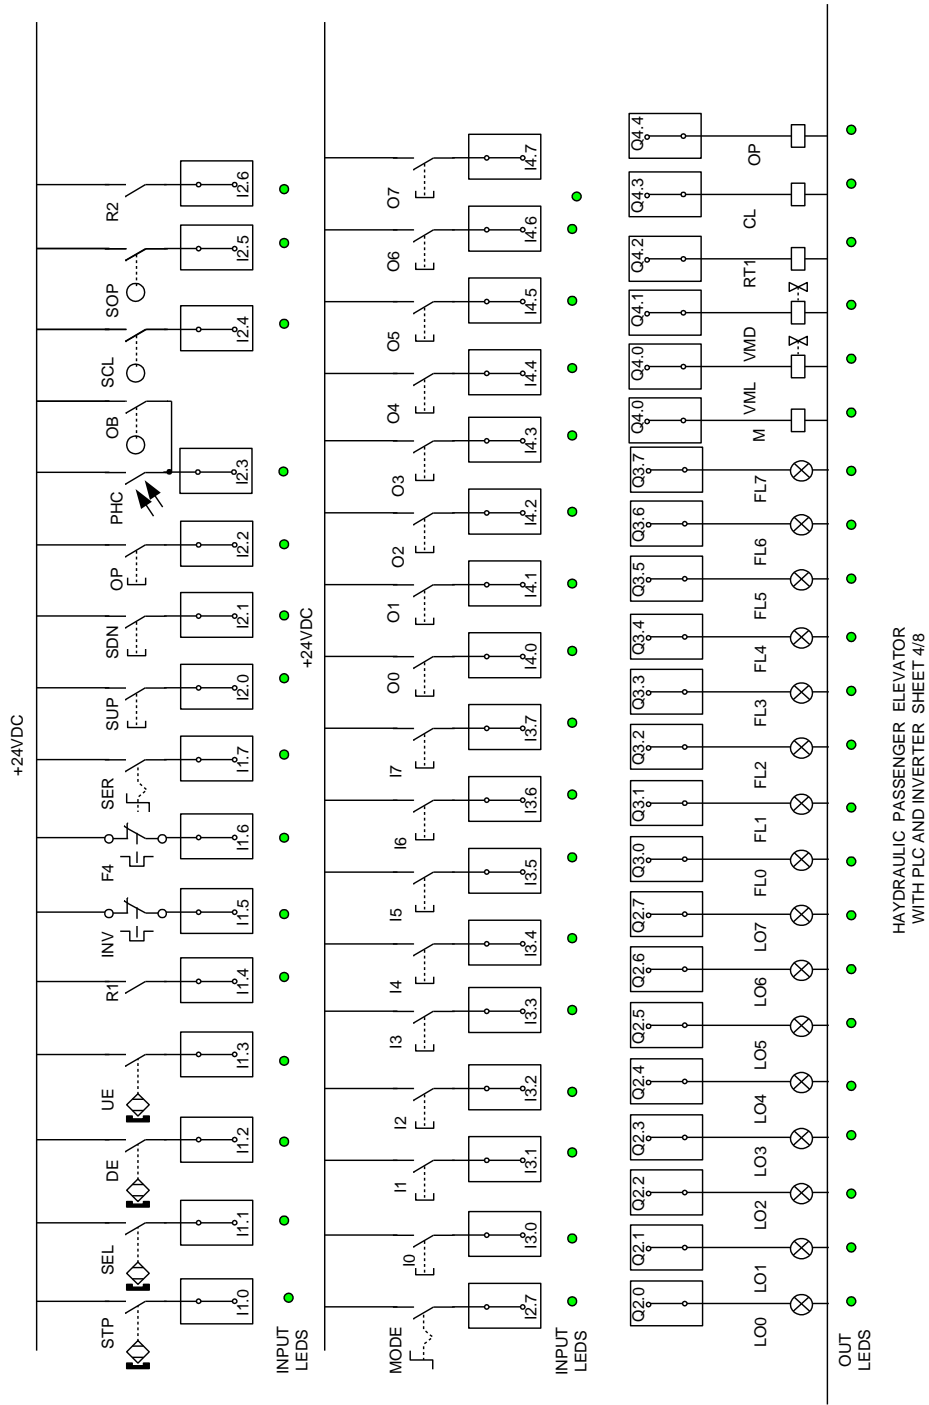 +24VDC
STP
SEL
DE
UE
R1
INV
F4
SER
SUP
SDN
OP
PHC
OB
SCL
SOP
R2
I1.0
I1.1
I1.2
I1.3
I1.4
I1.5
I1.6
I1.7
I2.0
I2.1
I2.2
I2.3
I2.4
I2.5
I2.6
INPUT
LEDS
+24VDC
MODE
I0
I1
I2
I3
I4
I5
I6
I7
O0
O1
O2
O3
O4
O5
O6
O7
I2.7
I3.0
I3.1
I3.2
I3.3
I3.4
I3.5
I3.6
I3.7
I4.0
I4.1
I4.2
I4.3
I4.4
I4.5
I4.6
I4.7
INPUT
LEDS
Q2.0
Q2.1
Q2.2
Q2.3
Q2.4
Q2.5
Q2.6
Q2.7
Q3.0
Q3.1
Q3.2
Q3.3
Q3.4
Q3.5
Q3.6
Q3.7
Q4.0
Q4.0
Q4.1
Q4.2
Q4.3
Q4.4
LO0
LO1
LO2
LO3
LO4
LO5
LO6
LO7
FL0
FL1
FL2
FL3
FL4
FL5
FL6
FL7
M
VML
VMD
RT1
CL
OP
OUT
LEDS
HAYDRAULIC PASSENGER ELEVATOR
WITH PLC AND INVERTER SHEET 4/8